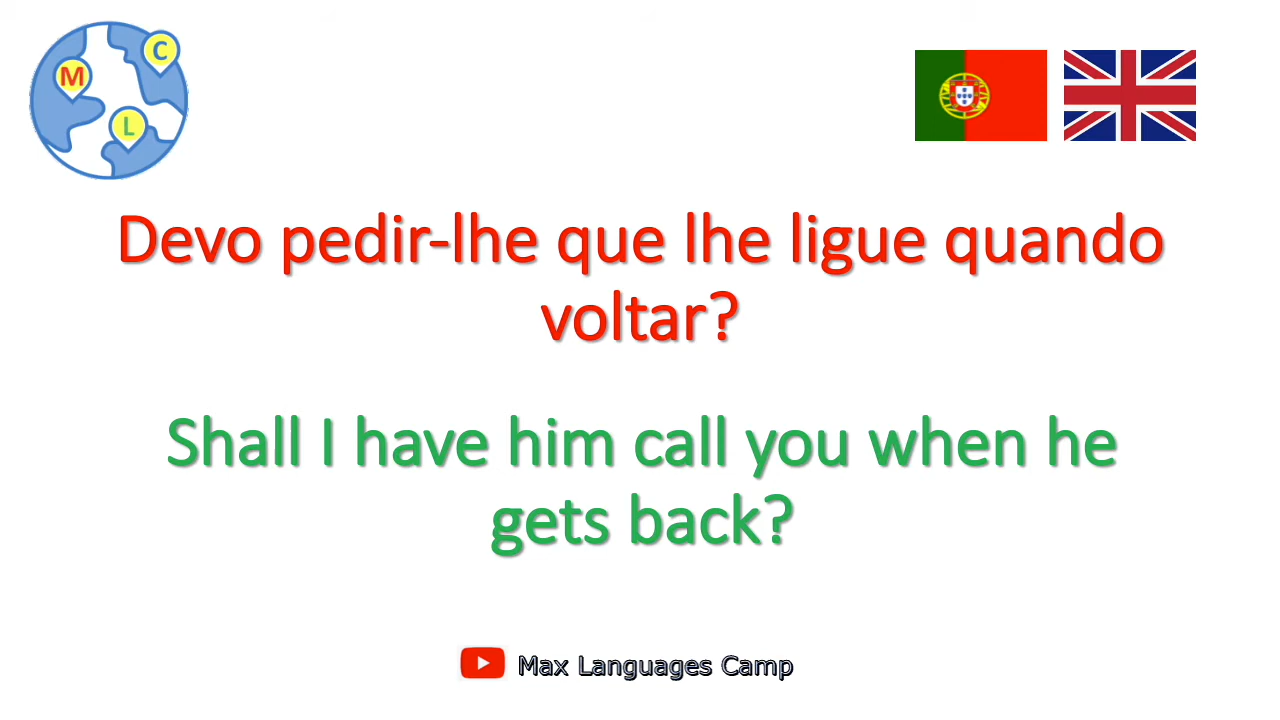 C
M
L
Devo pedir-lhe que lhe ligue quando
voltar?
Shall I have him call you when he
gets back?
Max Languages Camp